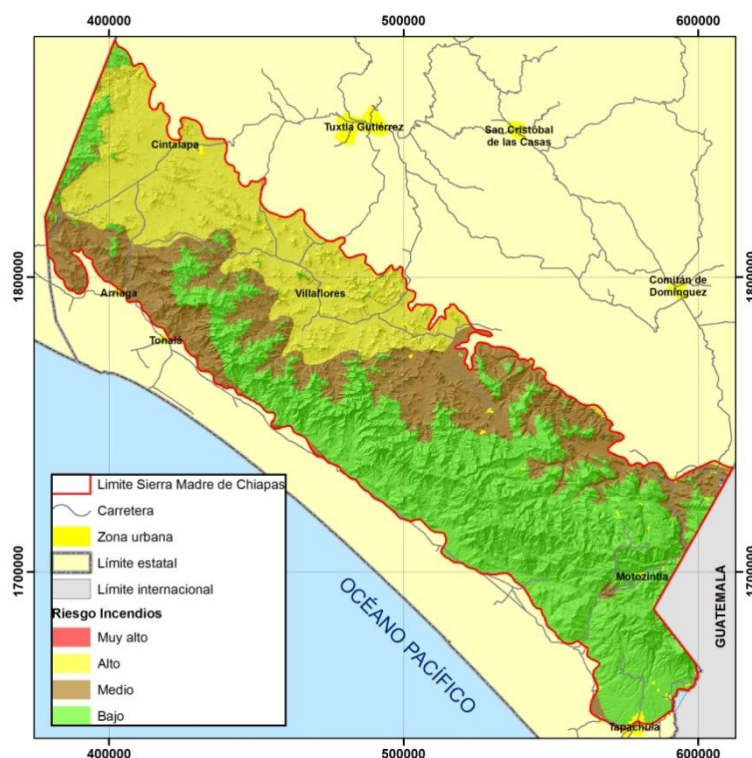 400000
500000
600000
Tuxtla Gutiérrez
San Cristóbal
de las Casas
Cintalapa
1800000
1800000
Comitán de
Domínguez
Arriaga
Villaflores
Tonalá
Limite Sierra Madre de Chiapas
Carretera
Zona urbana
Límite estatal
Límite internacional
Riesgo Incendios
Muy alto
Alto
Medio
Bajo
OCÉANO PACÍFICO
1700000
1700000
Motozintla
GUATEMALA
Tapachula
400000
500000
600000